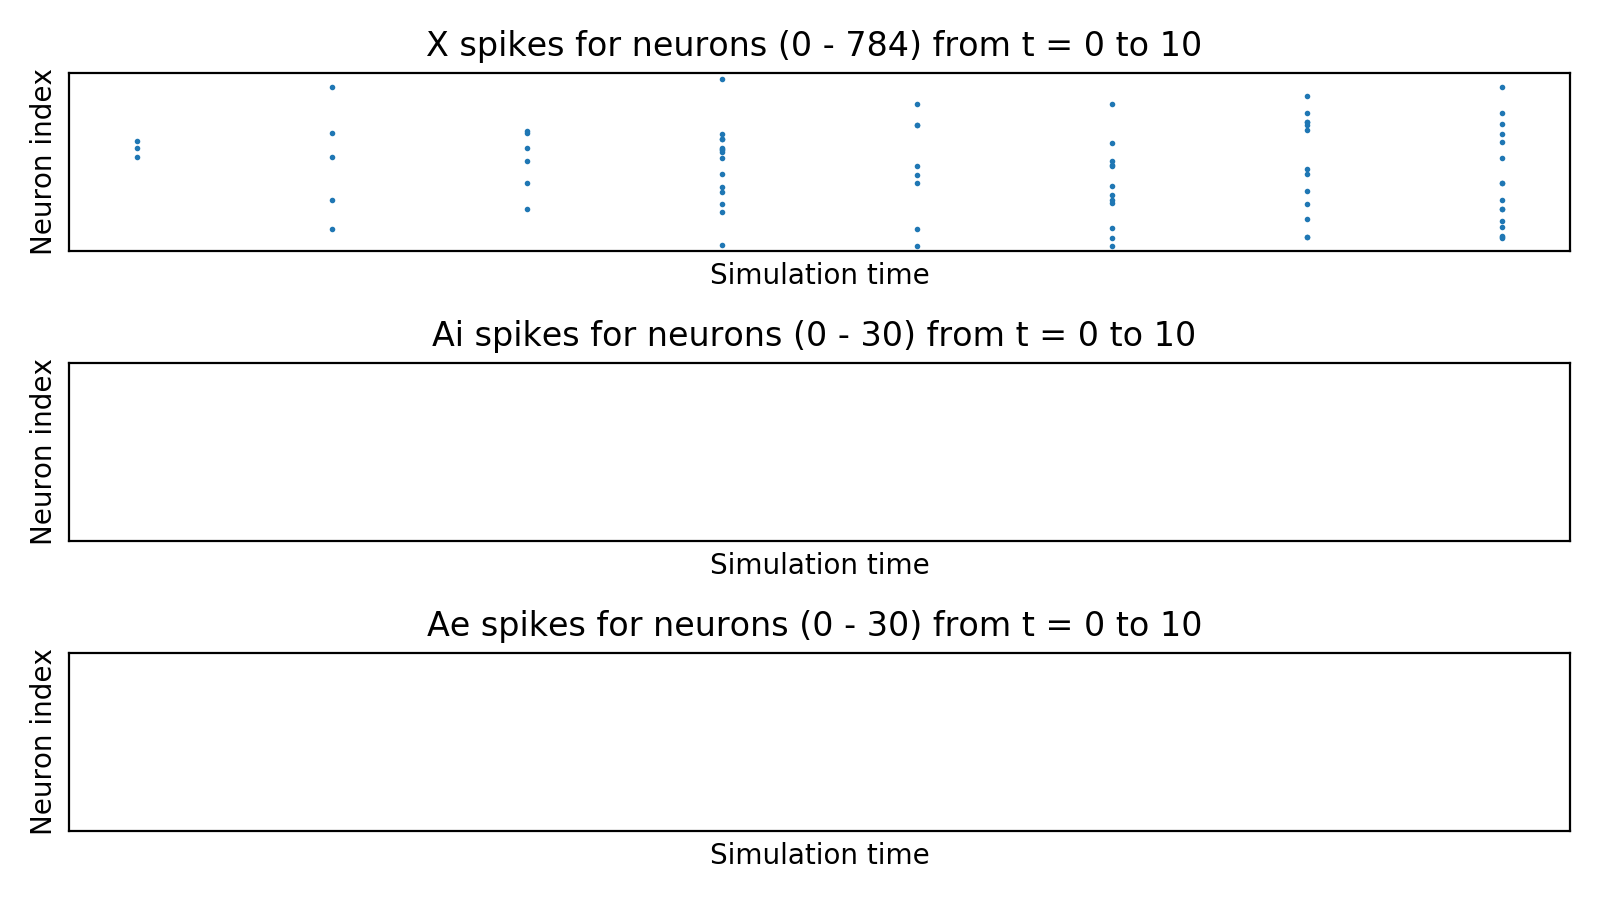 X spikes for neurons (0 - 784) from t = 0 to 10
Neuron index
Simulation time
Ai spikes for neurons (0 - 30) from t = 0 to 10
Neuron index
Simulation time
Ae spikes for neurons (0 - 30) from t = 0 to 10
Neuron index
Simulation time